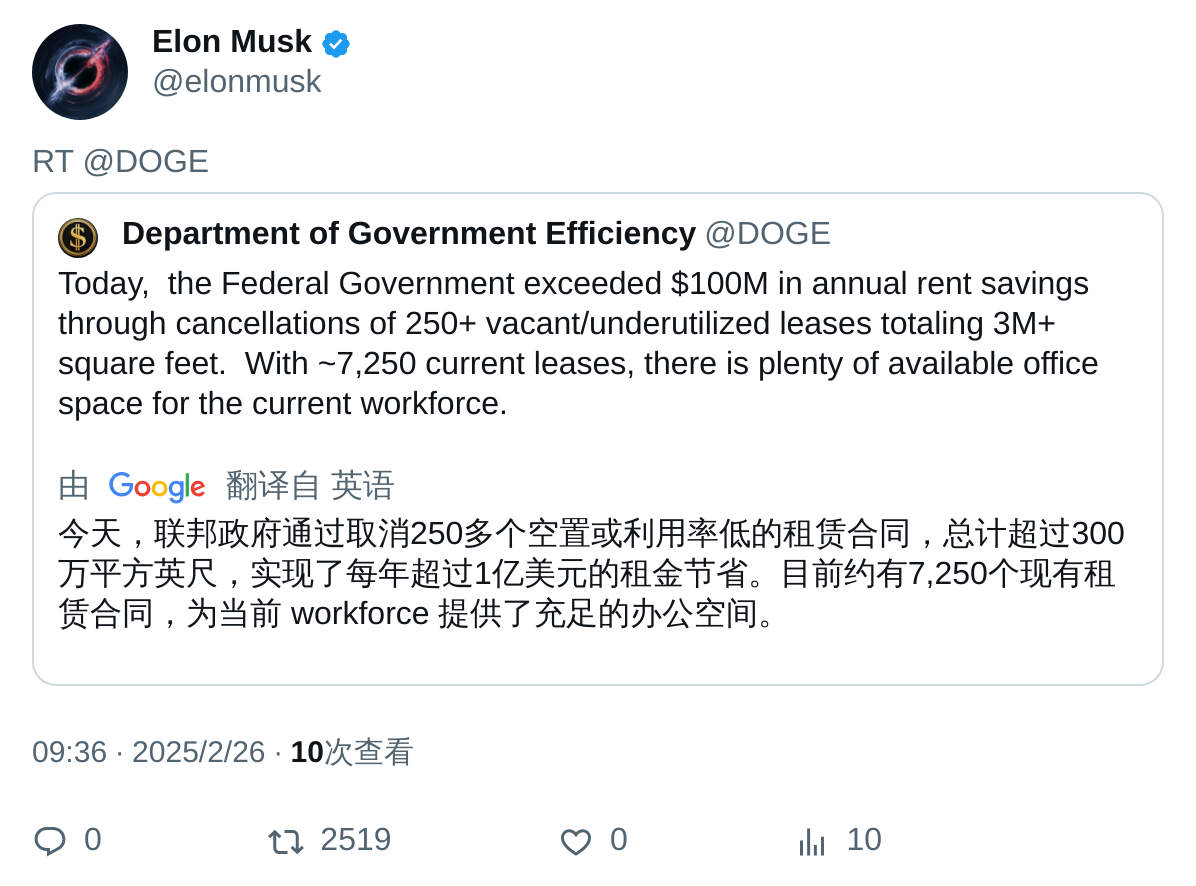 Elon Musk
@elonmusk
RT @DOGE
Department of Government Efficiency @DOGE
Today,  the Federal Government exceeded $100M in annual rent savings
through cancellations of 250+ vacant/underutilized leases totaling 3M+
square feet.  With ~7,250 current leases, there is plenty of available office
space for the current workforce.
由 Google 翻译自 英语
今天，联邦政府通过取消250多个空置或利用率低的租赁合同，总计超过300
万平方英尺，实现了每年超过1亿美元的租金节省。目前约有7,250个现有租
赁合同，为当前 workforce 提供了充足的办公空间。
09:36 · 2025/2/26 · 10次查看
0 2519 0 10